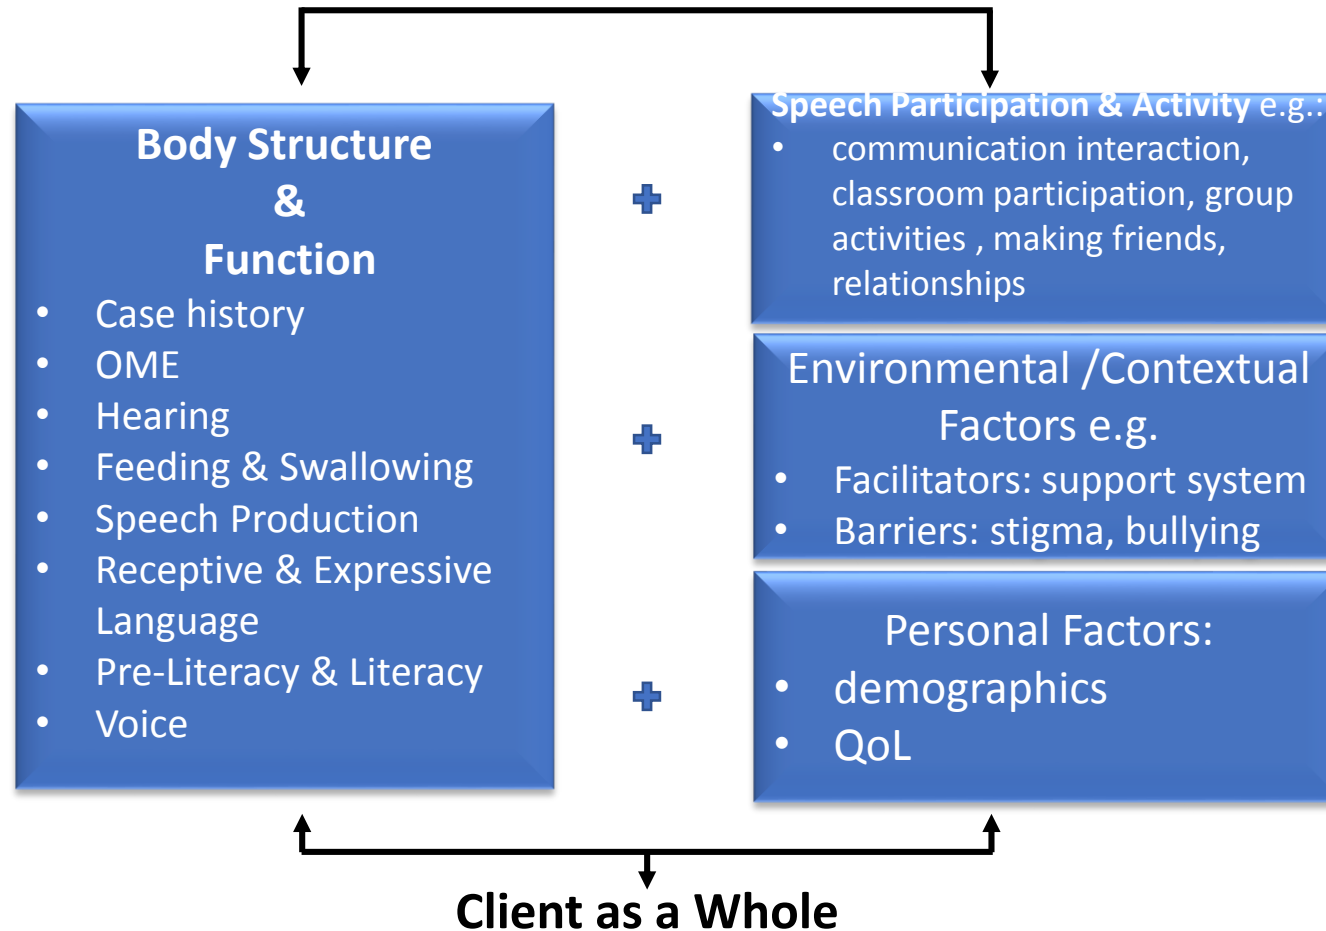 Body Structure
&
Function
• Case history
• OME
• Hearing
• Feeding & Swallowing
• Speech Production
• Receptive & Expressive
Language
• Pre-Literacy & Literacy
• Voice
Speech Participation & Activity e.g.:
• communication interaction,
classroom participation, group
activities , making friends,
relationships
Environmental /Contextual
Factors e.g.
• Facilitators: support system
• Barriers: stigma, bullying
Personal Factors:
• demographics
• QoL
Client as a Whole